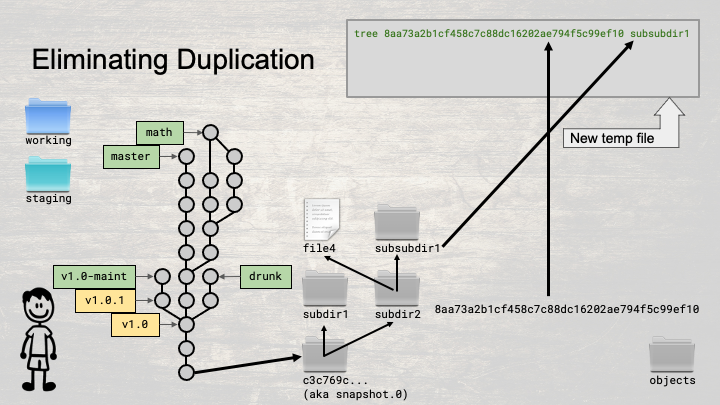 Eliminating Duplication
tree 8aa73a2b1cf458c7c88dc16202ae794f5c99ef10 subsubdir1
New temp file
working
staging
math
master
file4
subsubdir1
v1.0-maint
drunk
v1.0.1
v1.0
subdir1
subdir2
8aa73a2b1cf458c7c88dc16202ae794f5c99ef10
c3c769c...
(aka snapshot.0)
objects